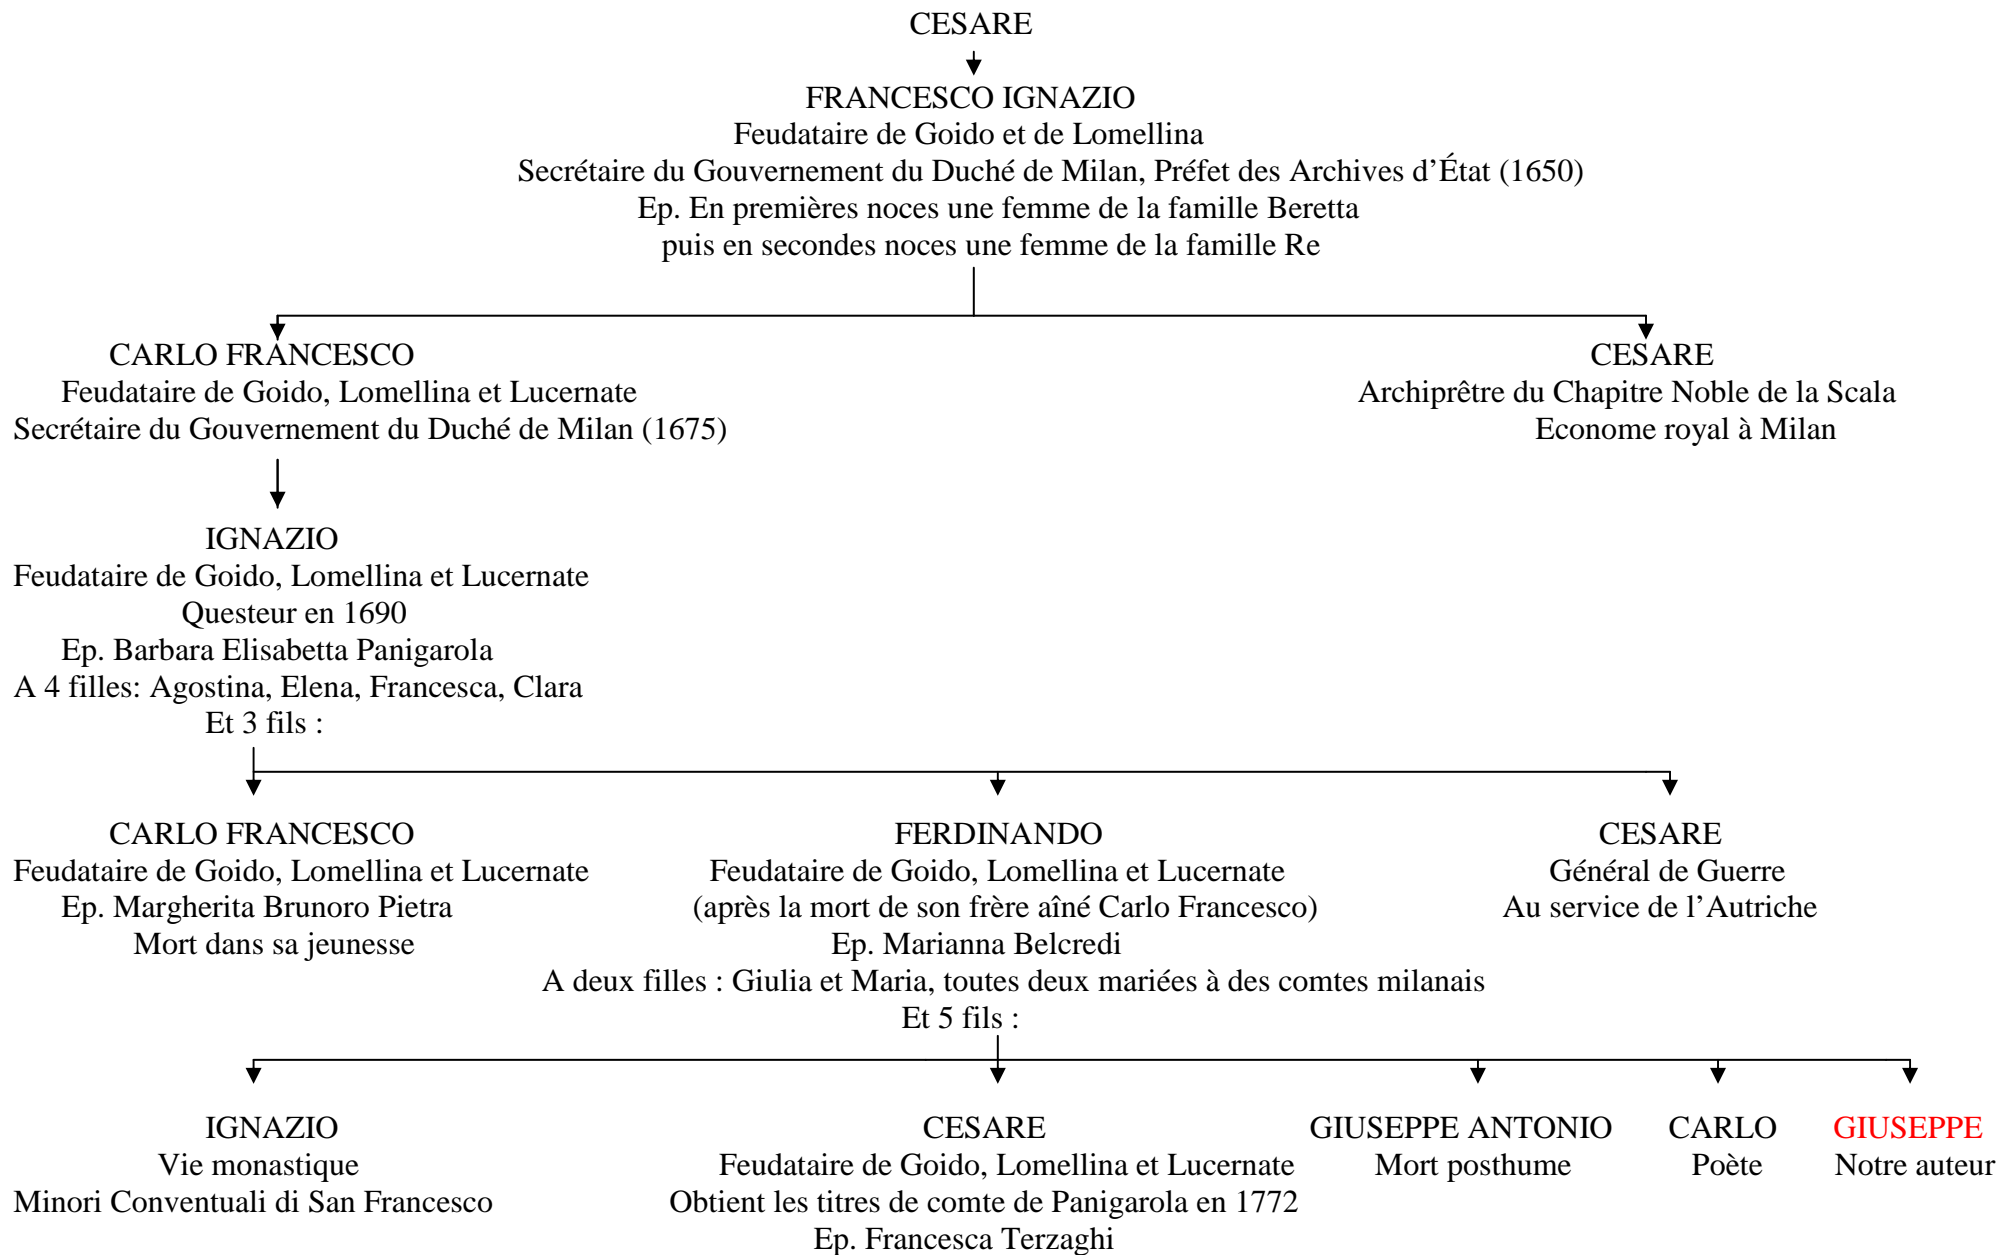 CESARE
FRANCESCO IGNAZIO
Feudataire de Goido et de Lomellina
Secrétaire du Gouvernement du Duché de Milan, Préfet des Archives d’État (1650)
Ep. En premières noces une femme de la famille Beretta
puis en secondes noces une femme de la famille Re
CARLO FRANCESCO
Feudataire de Goido, Lomellina et Lucernate
Secrétaire du Gouvernement du Duché de Milan (1675)
CESARE
Archiprêtre du Chapitre Noble de la Scala
Econome royal à Milan
IGNAZIO
Feudataire de Goido, Lomellina et Lucernate
Questeur en 1690
Ep. Barbara Elisabetta Panigarola
A 4 filles: Agostina, Elena, Francesca, Clara
Et 3 fils :
CARLO FRANCESCO
Feudataire de Goido, Lomellina et Lucernate
Ep. Margherita Brunoro Pietra
Mort dans sa jeunesse
FERDINANDO
Feudataire de Goido, Lomellina et Lucernate
(après la mort de son frère aîné Carlo Francesco)
Ep. Marianna Belcredi
A deux filles : Giulia et Maria, toutes deux mariées à des comtes milanais
Et 5 fils :
CESARE
Général de Guerre
Au service de l’Autriche
IGNAZIO
Vie monastique
Minori Conventuali di San Francesco
CESARE
Feudataire de Goido, Lomellina et Lucernate
Obtient les titres de comte de Panigarola en 1772
Ep. Francesca Terzaghi
GIUSEPPE ANTONIO
Mort posthume
CARLO
Poète
GIUSEPPE
Notre auteur